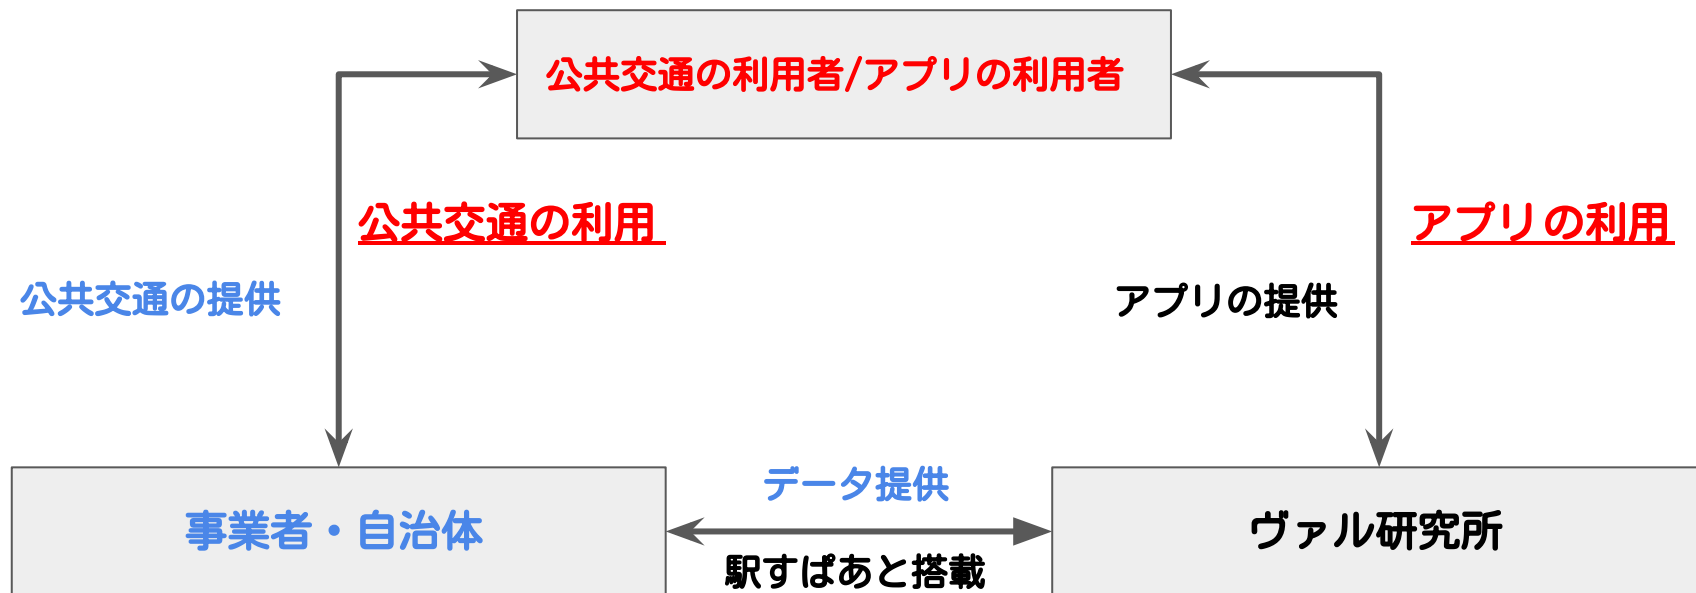 公共交通の利用者/アプリの利用者
公共交通の利用
アプリの利用
公共交通の提供
アプリの提供
データ提供
事業者・自治体
ヴァル研究所
駅すぱあと搭載